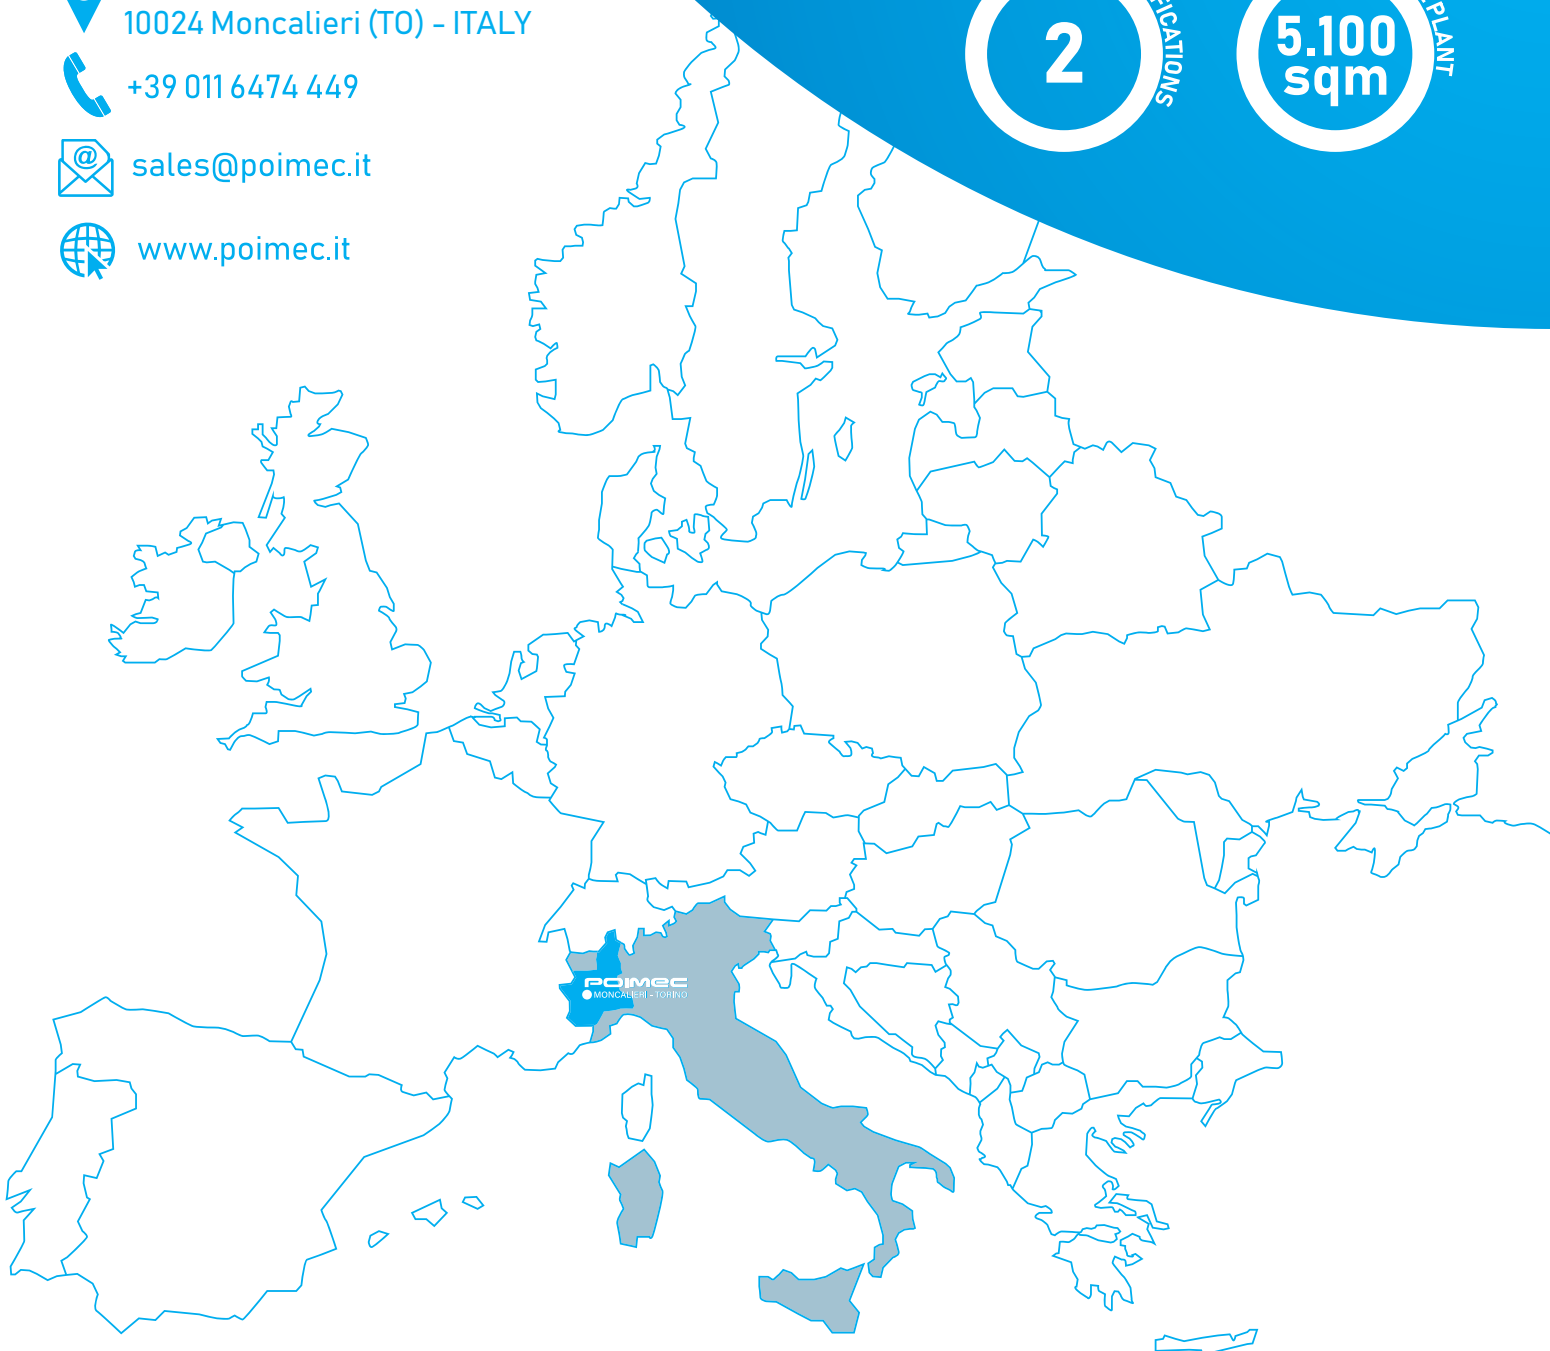 10024 Moncalieri (TO) - ITALY
+39 011 6474 449
sales@poimec.it
www.poimec.it
2
5.100
sqm
PLANT
POIMEC
MONCALIERI - TORINO